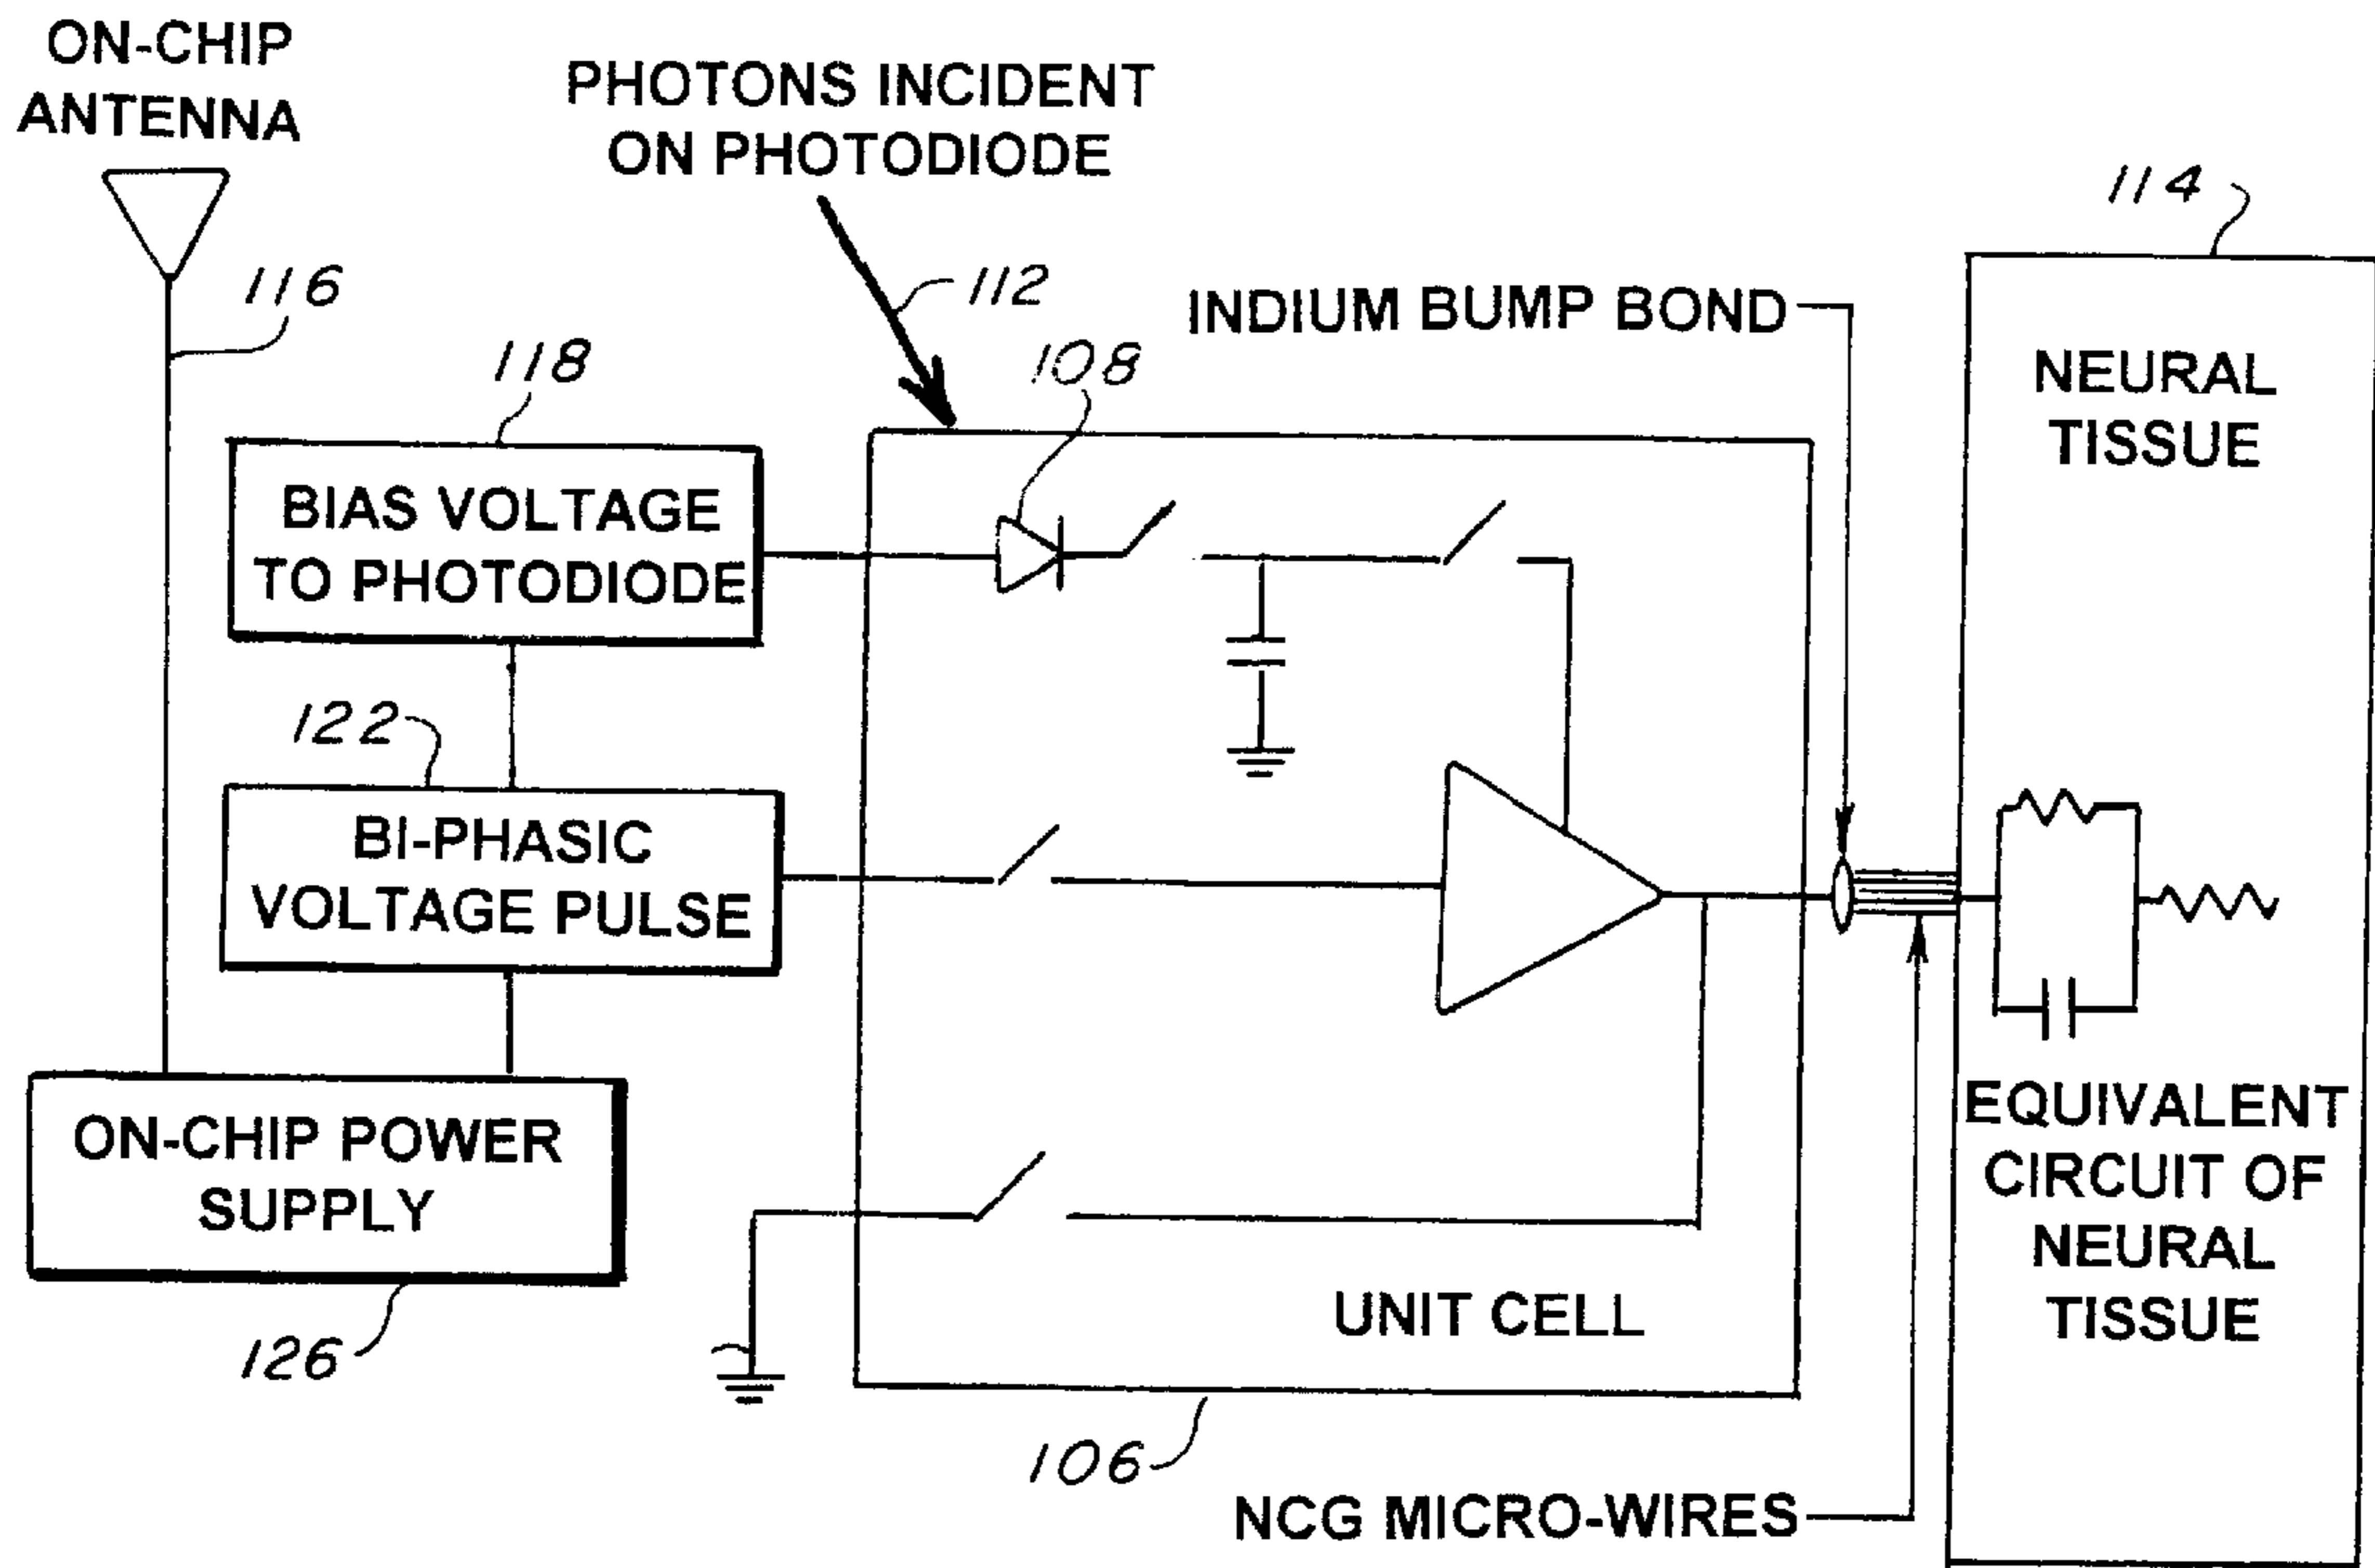 ON-CHIP
ANTENNA
PHOTONS INCIDENT
ON PHOTODIODE
114
116
112
INDIUM BUMP BOND
118
108
NEURAL
TISSUE
BIAS VOLTAGE
TO PHOTODIODE
122
BI-PHASIC
VOLTAGE PULSE
ON-CHIP POWER
SUPPLY
EQUIVALENT
CIRCUIT OF
NEURAL
TISSUE
UNIT CELL
126
106
NCG MICRO-WIRES